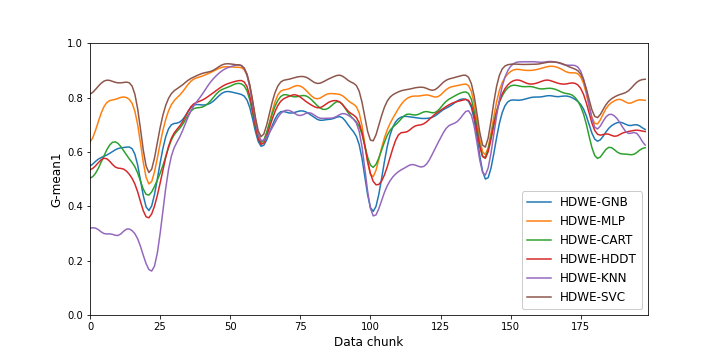 1.0
0.8
0.6
0.4
0.2
0.0
G-mean1
0 25 50 75 100 125 150 175
Data chunk
HDWE-GNB
HDWE-MLP
HDWE-CART
HDWE-HDDT
HDWE-KNN
HDWE-SVC